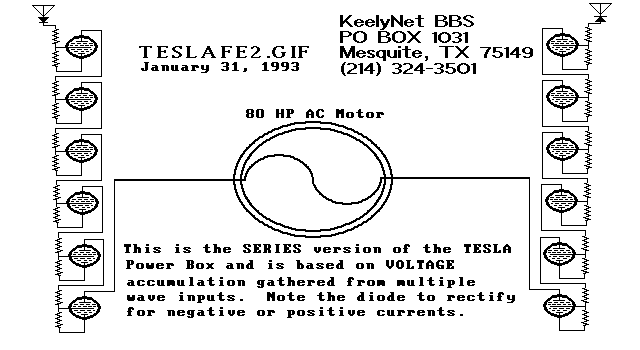 KeelyNet BBS
PO BOX 1031
Mesquite, TX 75149
(214) 324-3501
TESLAFE2.GIF
January 31, 1993
80 HP AC Motor
This is the SERIES version of the TESLA
Power Box and is based on VOLTAGE
accumulation gathered from multiple
wave inputs. Note the diode to rectify
for negative or positive currents.